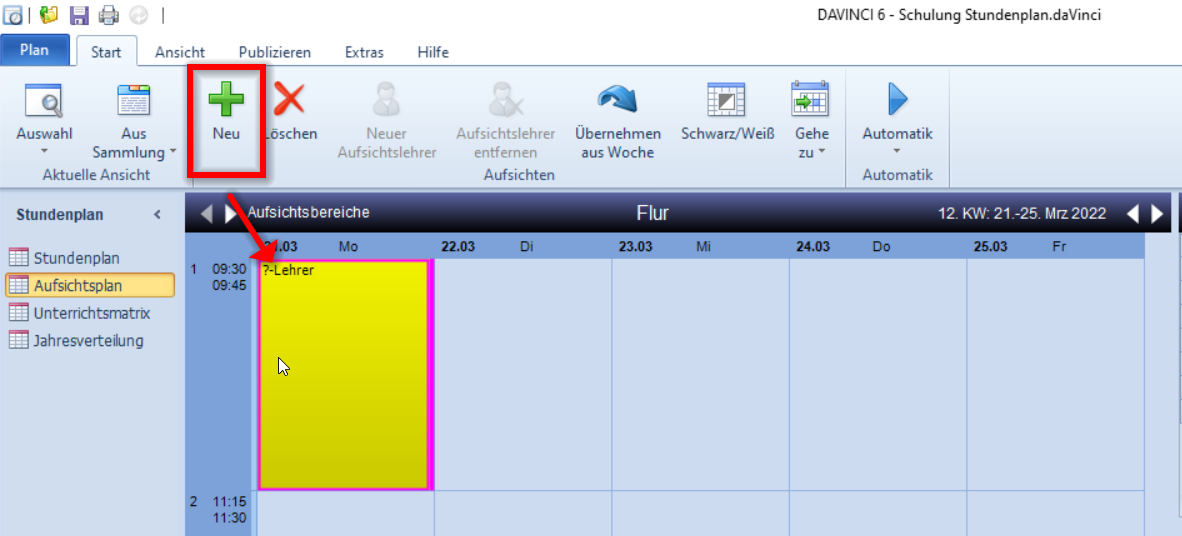 DAVINCI 6 - Schulung Stundenplan.daVinci
Plan Start Ansicht Publizieren Extras Hilfe
Auswahl
Aus Sammlung
Neu
Löschen
Neuer Aufsichtslehrer
Aufsichtslehrer entfernen
Übernehmen aus Woche
Schwarz/Weiß
Gehe zu
Automatik
Aktuelle Ansicht
Aufsichten
Automatik
Stundenplan
Stundenplan
Aufsichtsplan
Unterrichtsmatrix
Jahresverteilung
Aufsichtsbereiche Flur 12. KW: 21.-25. Mrz 2022
.03 Mo 22.03 Di 23.03 Mi 24.03 Do 25.03 Fr
1 09:30 ?-Lehrer
09:45
2 11:15
11:30